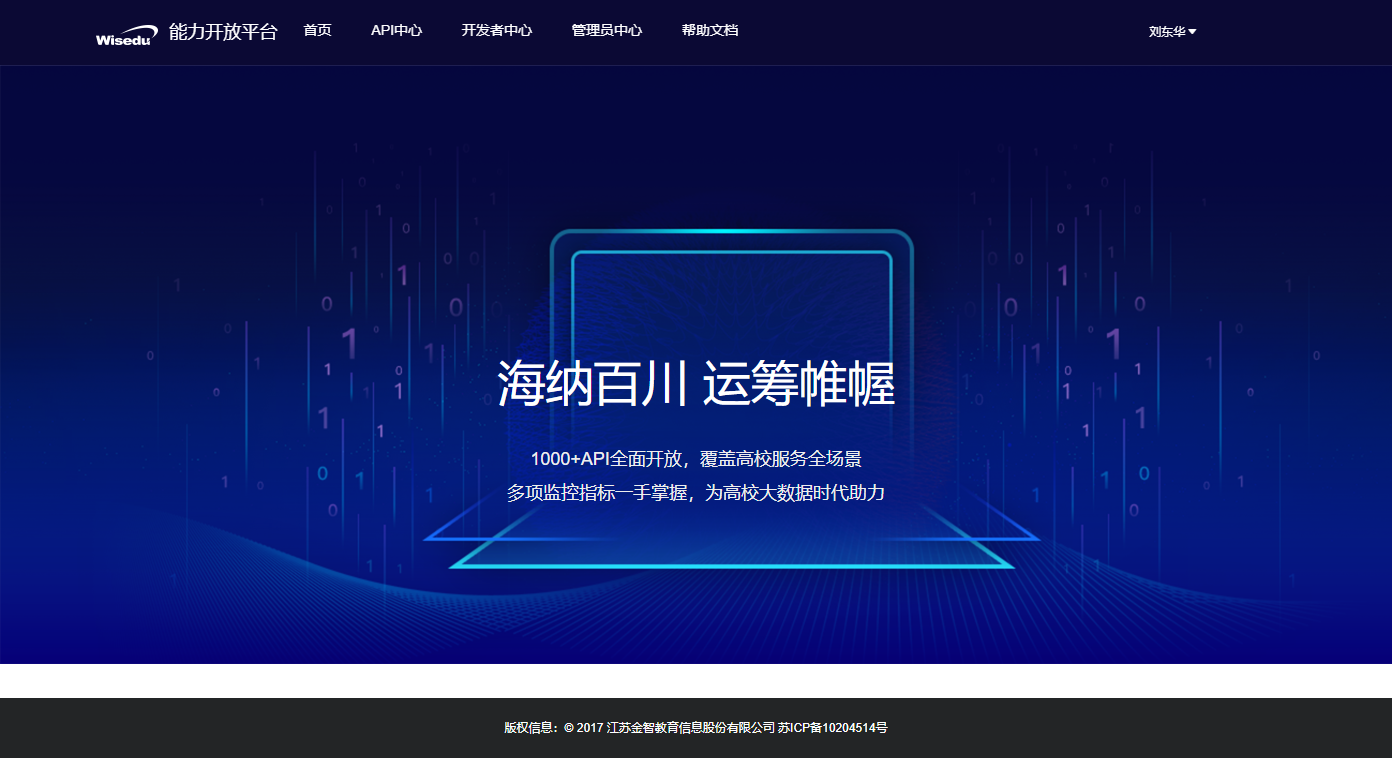 Wisedu 能力开放平台 首页 API中心 开发者中心 管理员中心 帮助文档 刘东华
海纳百川 运筹帷幄
1000+API全面开放，覆盖高校服务全场景
多项监控指标一手掌握，为高校大数据时代助力
版权信息：© 2017 江苏金智教育信息股份有限公司 苏ICP备10204514号